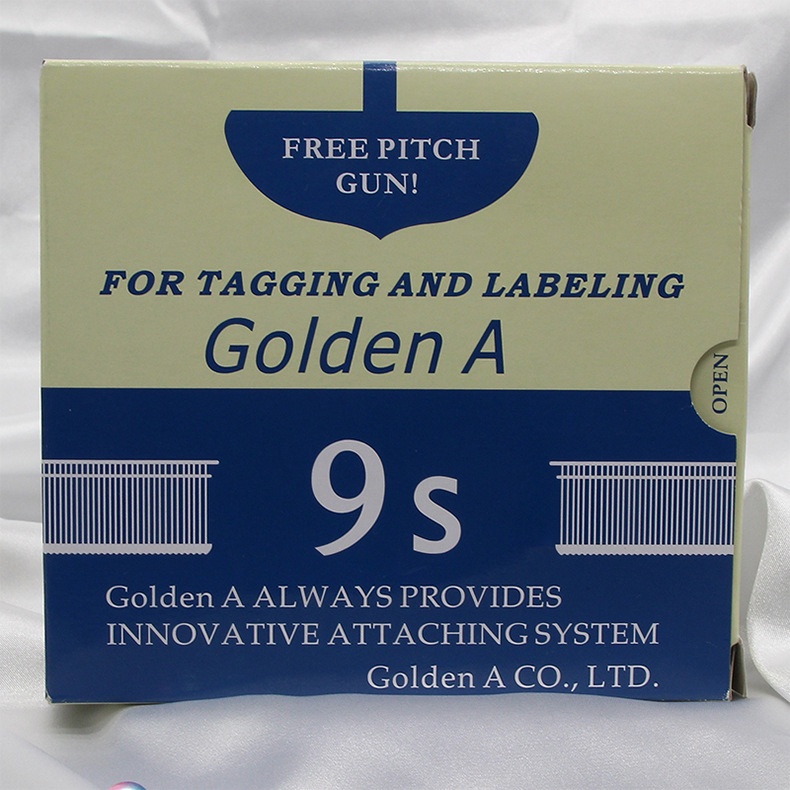 FREE PITCH
GUN!
FOR TAGGING AND LABELING
Golden A
OPEN
9s
Golden A ALWAYS PROVIDES
INNOVATIVE ATTACHING SYSTEM
Golden A CO., LTD.